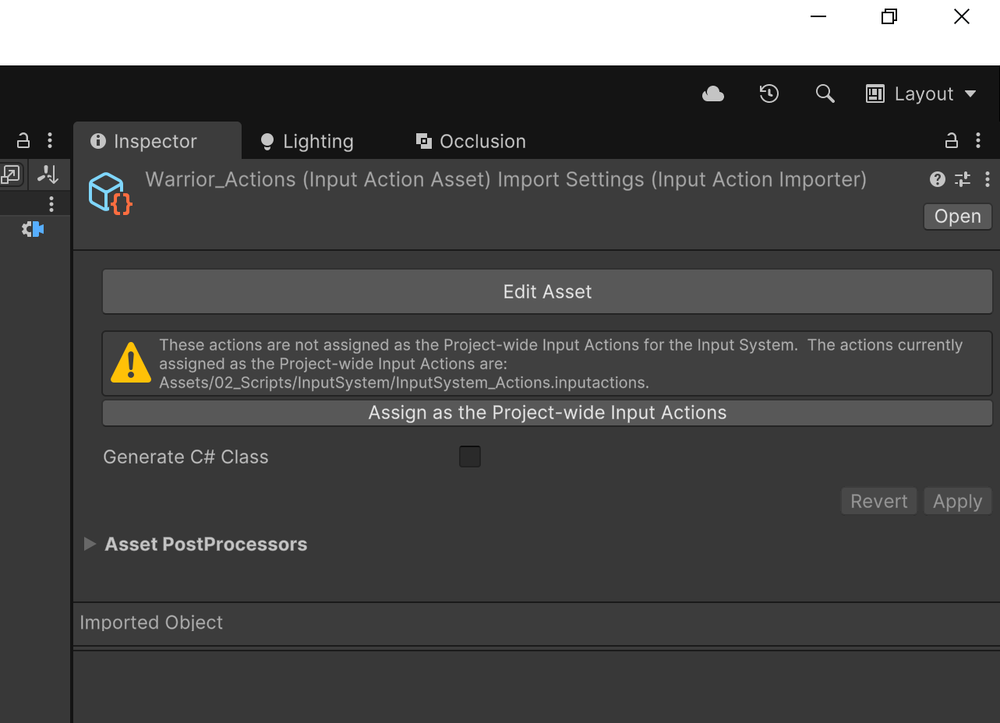 Layout
Inspector
Lighting
Occlusion
Warrior_Actions (Input Action Asset) Import Settings (Input Action Importer)
Open
Edit Asset
These actions are not assigned as the Project-wide Input Actions for the Input System.  The actions currently
assigned as the Project-wide Input Actions are:
Assets/02_Scripts/InputSystem/InputSystem_Actions.inputactions.
Assign as the Project-wide Input Actions
Generate C# Class
Revert
Apply
Asset PostProcessors
Imported Object